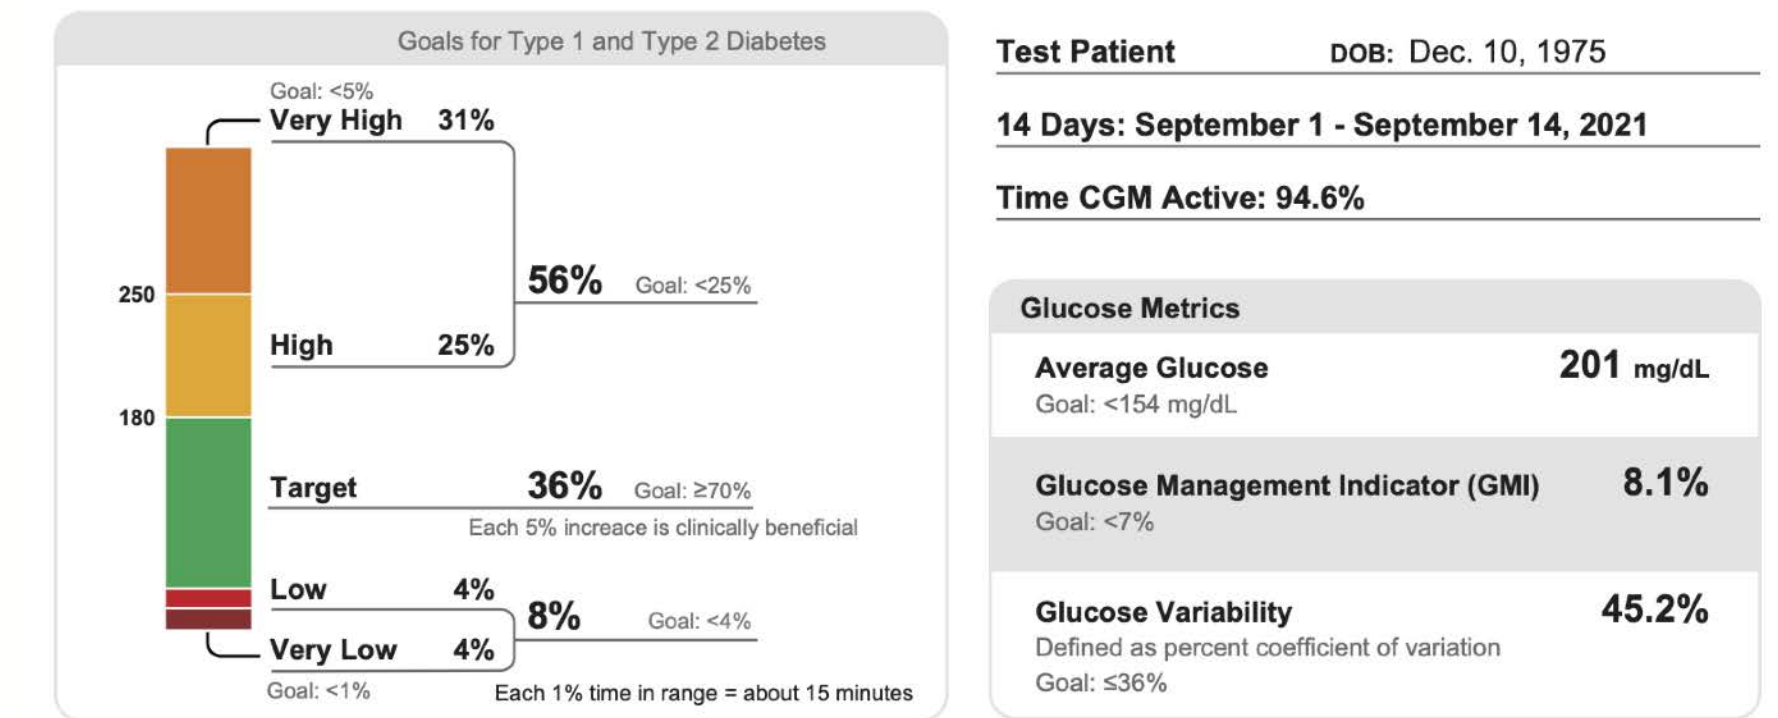 Goals for Type 1 and Type 2 Diabetes
Goal: <5%
Very High 31%
56% Goal: <25%
250
High 25%
180
Target 36% Goal: ≥70%
Each 5% increase is clinically beneficial
Low 4%
8% Goal: <4%
Very Low 4%
Goal: <1%
Each 1% time in range = about 15 minutes
Test Patient DOB: Dec. 10, 1975
14 Days: September 1 - September 14, 2021
Time CGM Active: 94.6%
Glucose Metrics
Average Glucose 201 mg/dL
Goal: <154 mg/dL
Glucose Management Indicator (GMI) 8.1%
Goal: <7%
Glucose Variability 45.2%
Defined as percent coefficient of variation
Goal: ≤36%